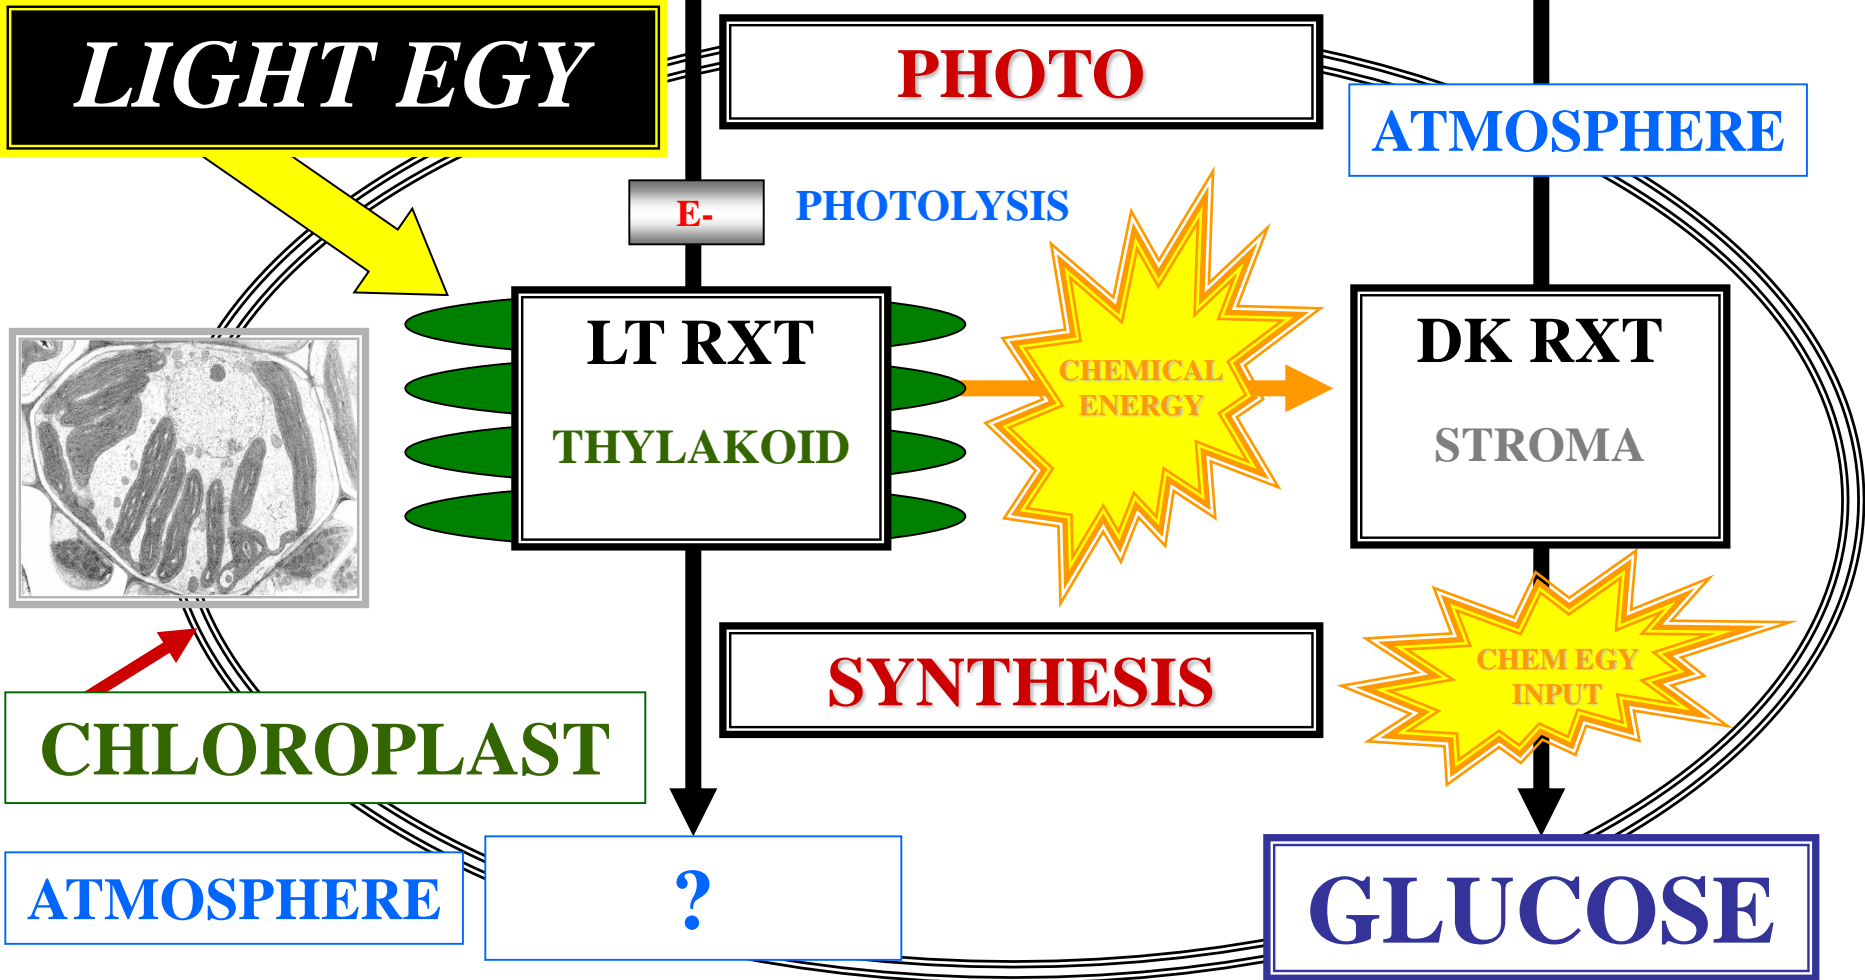 LIGHT EGY
PHOTO
ATMOSPHERE
E-
PHOTOLYSIS
LT RXT
THYLAKOID
CHEMICAL
ENERGY
DK RXT
STROMA
SYNTHESIS
CHEM EGY
INPUT
CHLOROPLAST
ATMOSPHERE
?
GLUCOSE